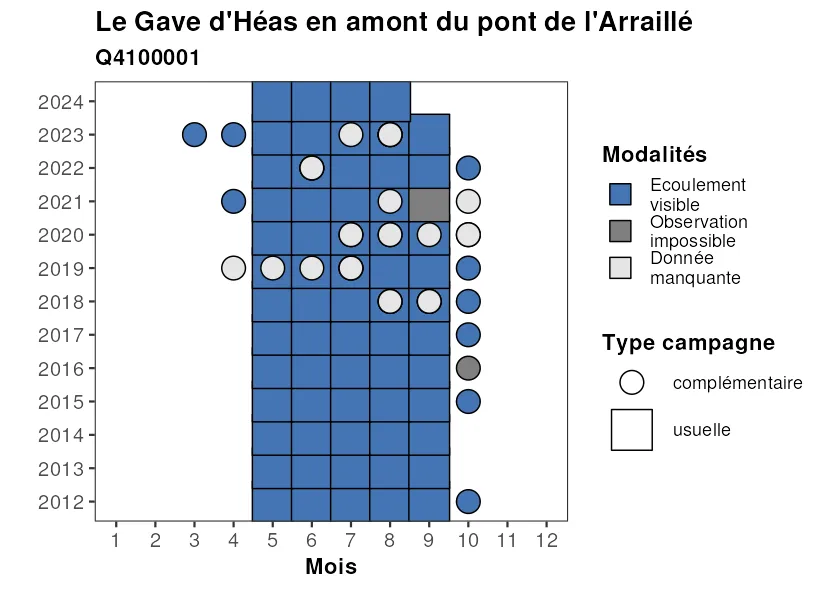 Le Gave d'Héas en amont du pont de l'Arraillé
Q4100001
2024
2023
2022
2021
2020
2019
2018
2017
2016
2015
2014
2013
2012
1 2 3 4 5 6 7 8 9 10 11 12
Mois
Modalités
Ecoulement
visible
Observation
impossible
Donnée
manquante
Type campagne
complémentaire
usuelle